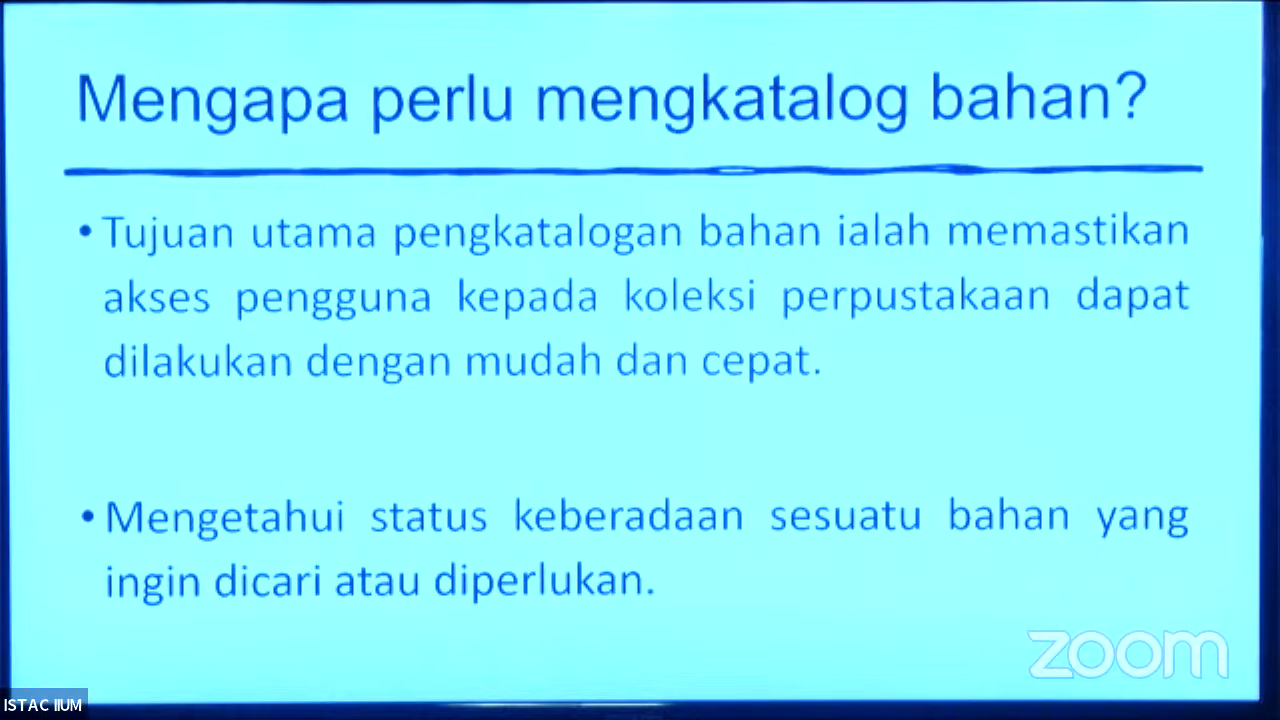 Mengapa perlu mengkatalog bahan?
• Tujuan utama pengkatalogan bahan ialah memastikan
akses pengguna kepada koleksi perpustakaan dapat
dilakukan dengan mudah dan cepat.
• Mengetahui status keberadaan sesuatu bahan yang
ingin dicari atau diperlukan.
zoom
ISTAC IIUM